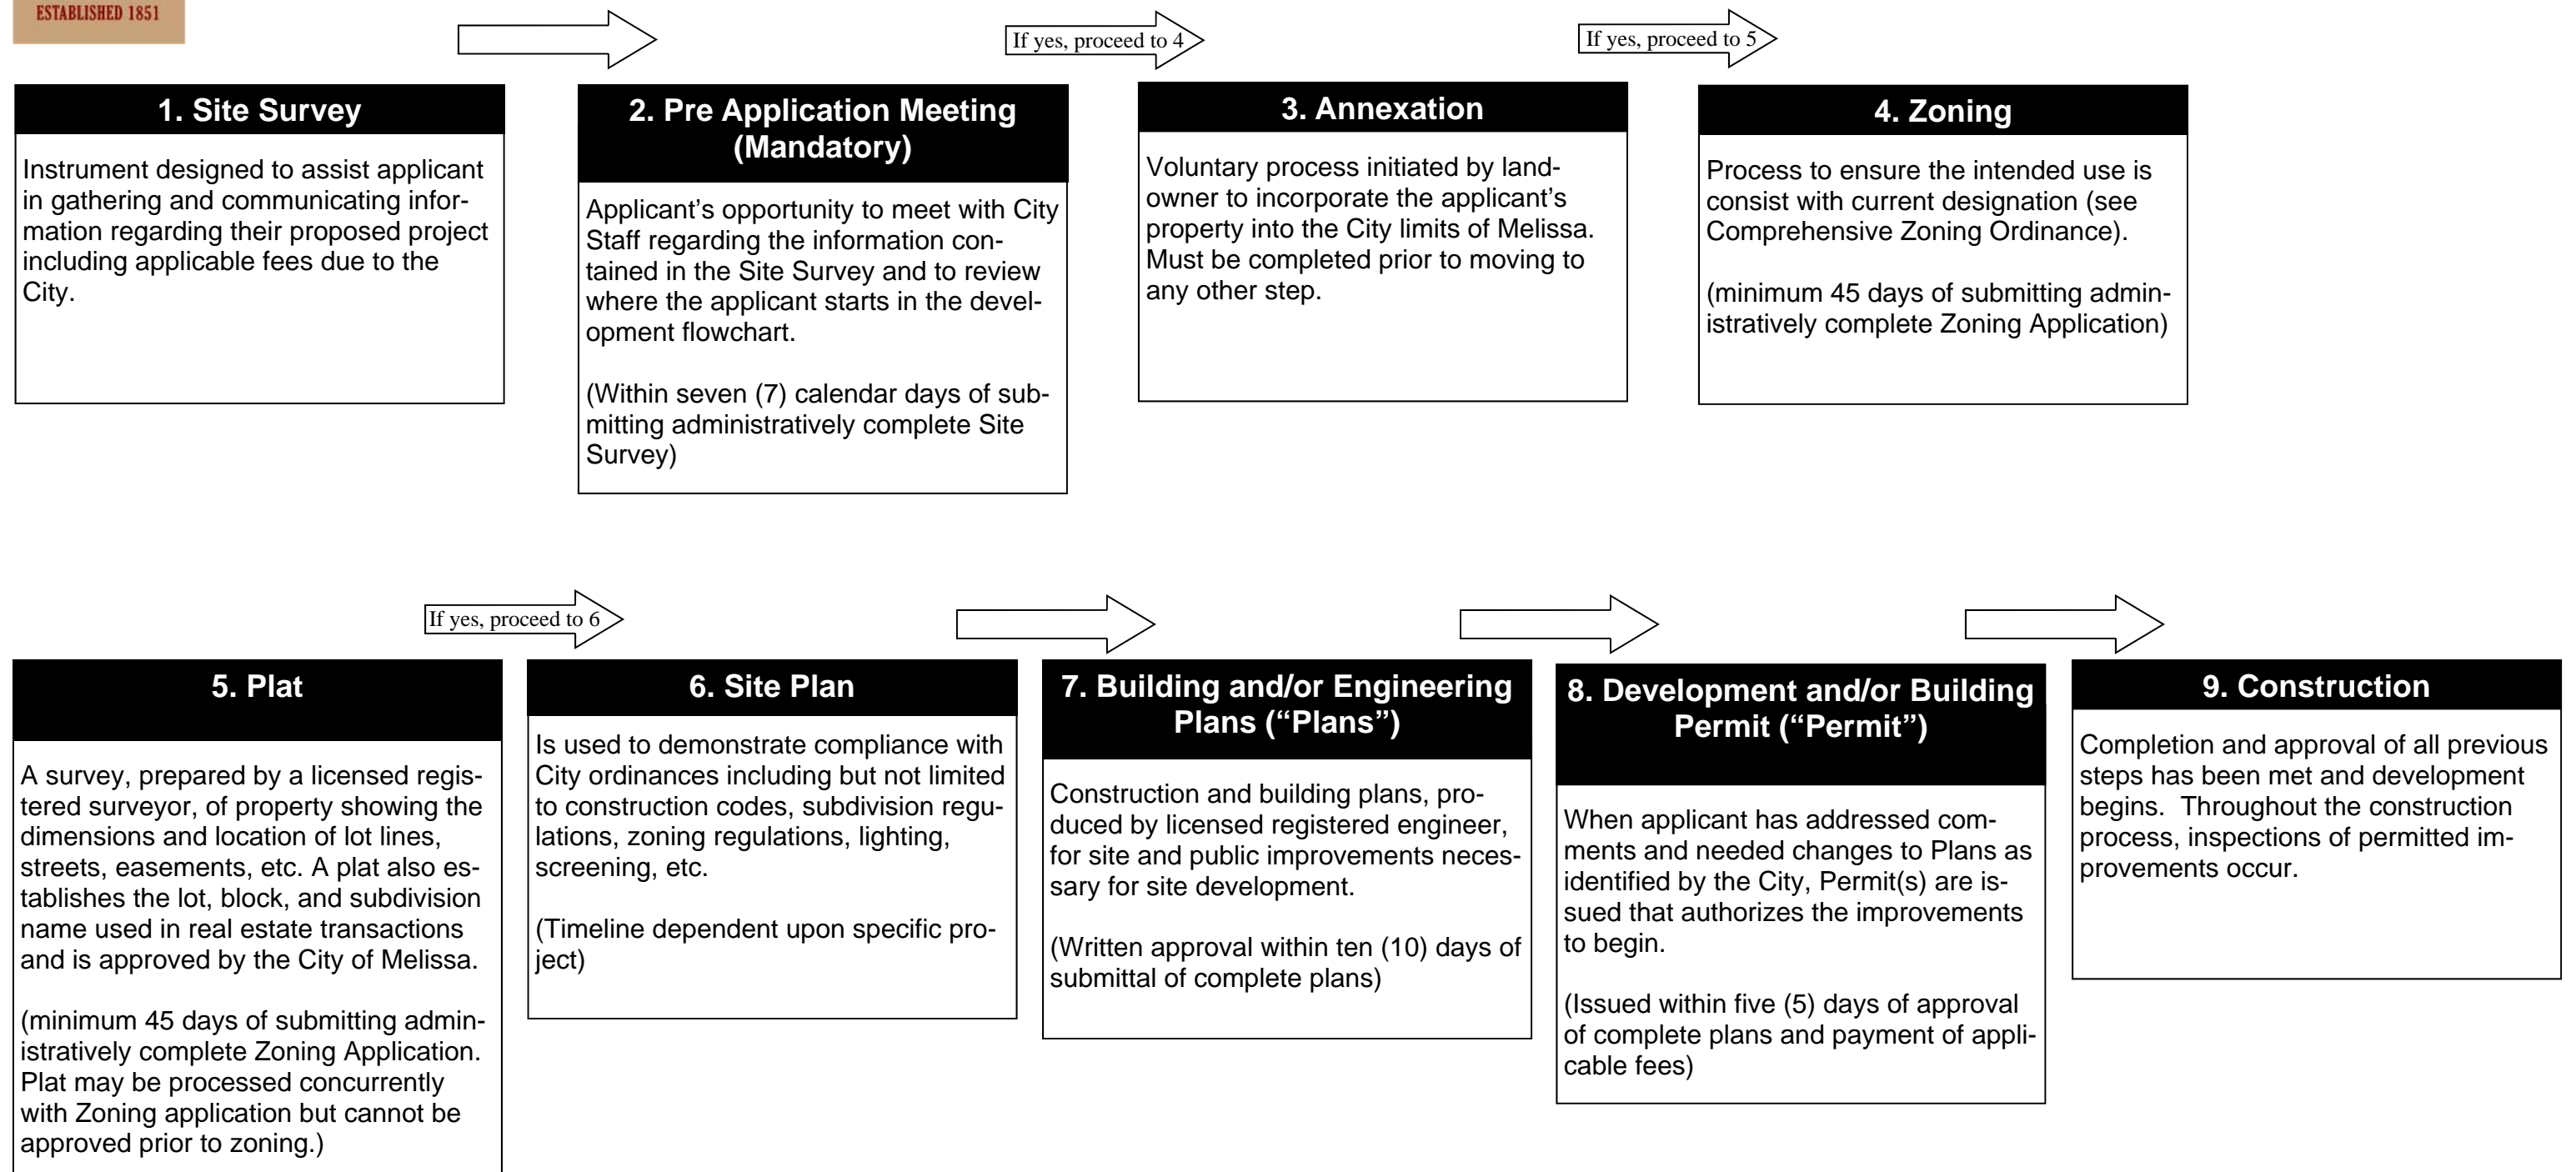 ESTABLISHED 1851
If yes, proceed to 4
If yes, proceed to 5
1. Site Survey
Instrument designed to assist applicant
in gathering and communicating infor-
mation regarding their proposed project
including applicable fees due to the
City.
2. Pre Application Meeting
(Mandatory)
Applicant’s opportunity to meet with City
Staff regarding the information con-
tained in the Site Survey and to review
where the applicant starts in the devel-
opment flowchart.
(Within seven (7) calendar days of sub-
mitting administratively complete Site
Survey)
3. Annexation
Voluntary process initiated by land-
owner to incorporate the applicant’s
property into the City limits of Melissa.
Must be completed prior to moving to
any other step.
4. Zoning
Process to ensure the intended use is
consist with current designation (see
Comprehensive Zoning Ordinance).
(minimum 45 days of submitting admin-
istratively complete Zoning Application)
If yes, proceed to 6
5. Plat
A survey, prepared by a licensed regis-
tered surveyor, of property showing the
dimensions and location of lot lines,
streets, easements, etc. A plat also es-
tablishes the lot, block, and subdivision
name used in real estate transactions
and is approved by the City of Melissa.
(minimum 45 days of submitting admin-
istratively complete Zoning Application.
Plat may be processed concurrently
with Zoning application but cannot be
approved prior to zoning.)
6. Site Plan
Is used to demonstrate compliance with
City ordinances including but not limited
to construction codes, subdivision regu-
lations, zoning regulations, lighting,
screening, etc.
(Timeline dependent upon specific pro-
ject)
7. Building and/or Engineering
Plans (“Plans”)
Construction and building plans, pro-
duced by licensed registered engineer,
for site and public improvements neces-
sary for site development.
(Written approval within ten (10) days of
submittal of complete plans)
8. Development and/or Building
Permit (“Permit”)
When applicant has addressed com-
ments and needed changes to Plans as
identified by the City, Permit(s) are is-
sued that authorizes the improvements
to begin.
(Issued within five (5) days of approval
of complete plans and payment of appli-
cable fees)
9. Construction
Completion and approval of all previous
steps has been met and development
begins.  Throughout the construction
process, inspections of permitted im-
provements occur.